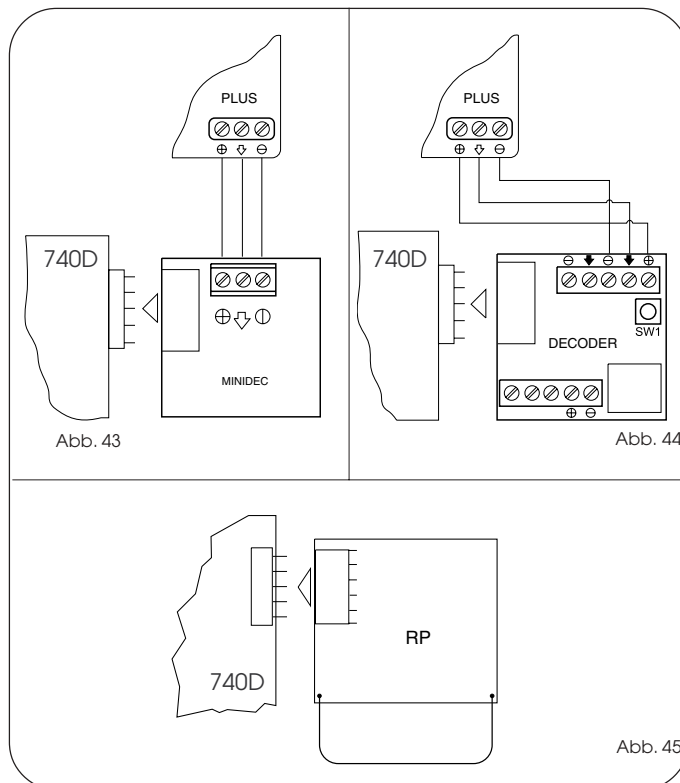 PLUS
740D
MINIDEC
Abb. 43
PLUS
740D
SW1
DECODER
Abb. 44
RP
740D
Abb. 45